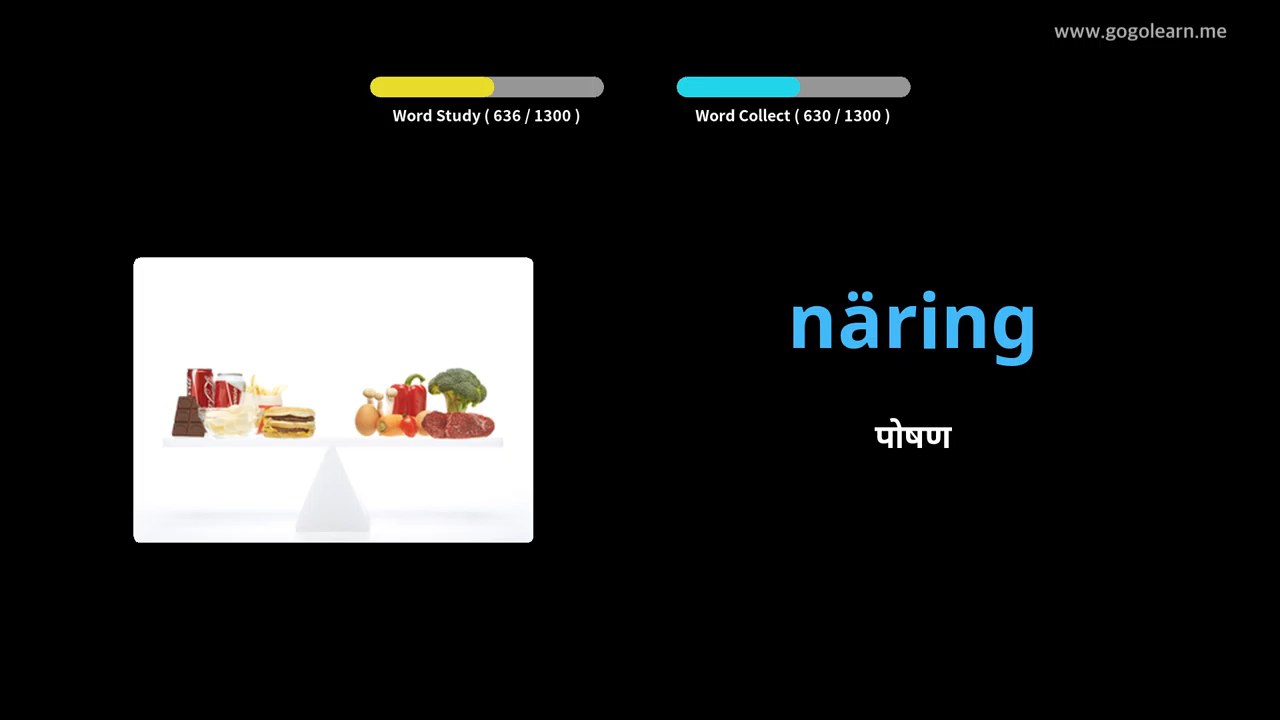 www.gogolearn.me
Word Study ( 636 / 1300 )
Word Collect ( 630 / 1300 )
näring
पोषण